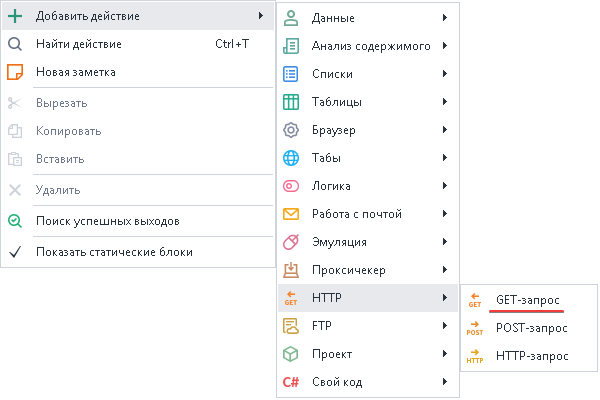 Добавить действие
Найти действие Ctrl+T
Новая заметка
Вырезать
Копировать
Вставить
Удалить
Поиск успешных выходов
Показать статические блоки
Данные
Анализ содержимого
Списки
Таблицы
Браузер
Табы
Логика
Работа с почтой
Эмуляция
Проксичекер
GET HTTP
FTP
Проект
C# Свой код
GET GET-запрос
POST POST-запрос
HTTP HTTP-запрос